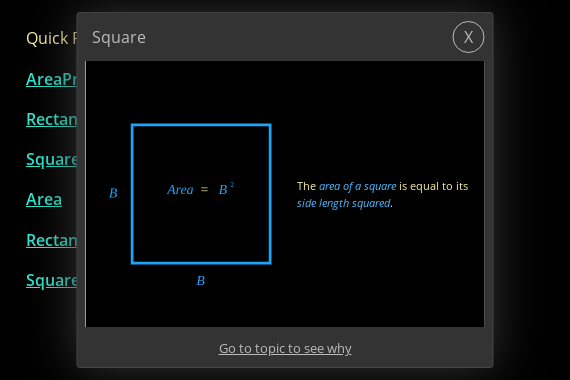 Quick
Square
X
AreaPr
Rectan
Square
Area
Rectan
Square
B
Area = B²
B
The area of a square is equal to its
side length squared.
Go to topic to see why